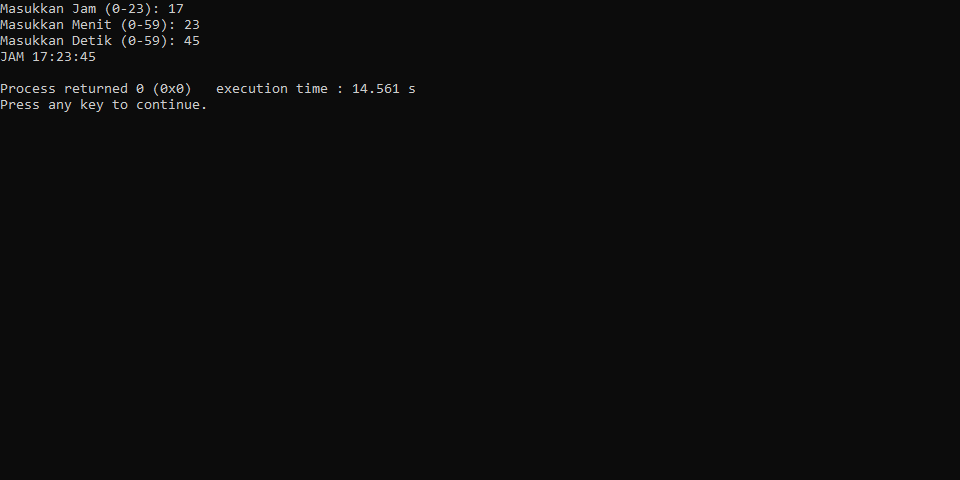 Masukkan Jam (0-23): 17
Masukkan Menit (0-59): 23
Masukkan Detik (0-59): 45
JAM 17:23:45
Process returned 0 (0x0)   execution time : 14.561 s
Press any key to continue.